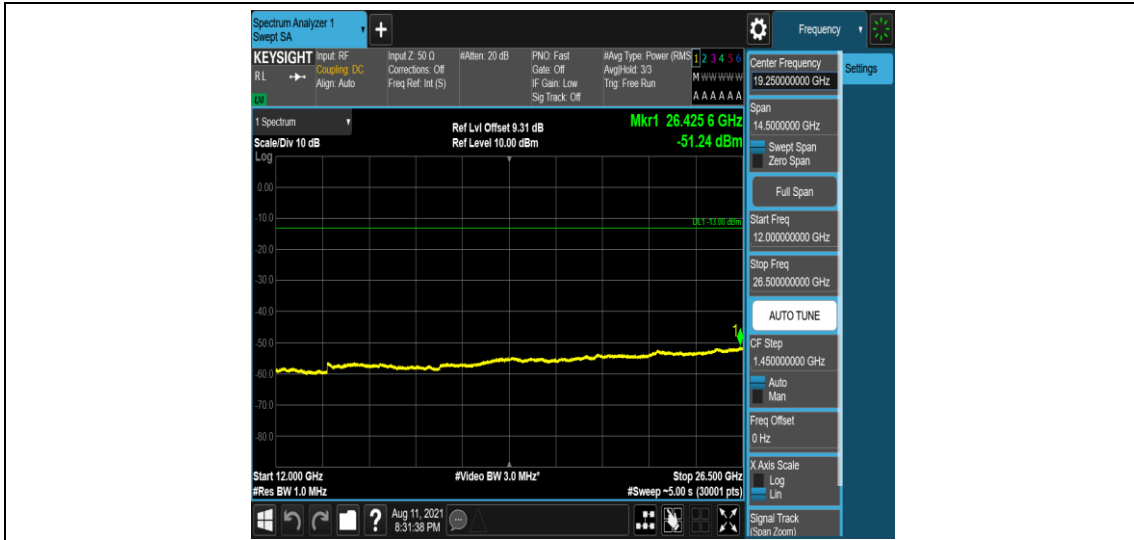 Spectrum Analyzer 1
Swept SA
Frequency
KEYSIGHT
RL
Input: RF
Coupling: DC
Align: Auto
Input Z: 50 Ω
Corrections: Off
Freq Ref: Int (S)
#Atten: 20 dB
PNO: Fast
Gate: Off
IF Gain: Low
Sig Track: Off
#Avg Type: Power (RMS
Avg|Hold: 3/3
Trig: Free Run
1 2 3 4 5 6
M W W W W W
A A A A A A
Center Frequency
19.250000000 GHz
Settings
Span
14.5000000 GHz
Swept Span
Zero Span
Full Span
Start Freq
12.000000000 GHz
Stop Freq
26.500000000 GHz
AUTO TUNE
CF Step
1.450000000 GHz
Auto
Man
Freq Offset
0 Hz
X Axis Scale
Log
Lin
Signal Track
(Span Zoom)
1 Spectrum
Scale/Div 10 dB
Log
Ref Lvl Offset 9.31 dB
Ref Level 10.00 dBm
Mkr1 26.425 6 GHz
-51.24 dBm
0.00
-10.0
DL1 -13.00 dBm
-20.0
-30.0
-40.0
1
-50.0
-60.0
-70.0
-80.0
Start 12.000 GHz
#Video BW 3.0 MHz*
Stop 26.500 GHz
#Res BW 1.0 MHz
#Sweep ~5.00 s (30001 pts)
?
Aug 11, 2021
8:31:38 PM